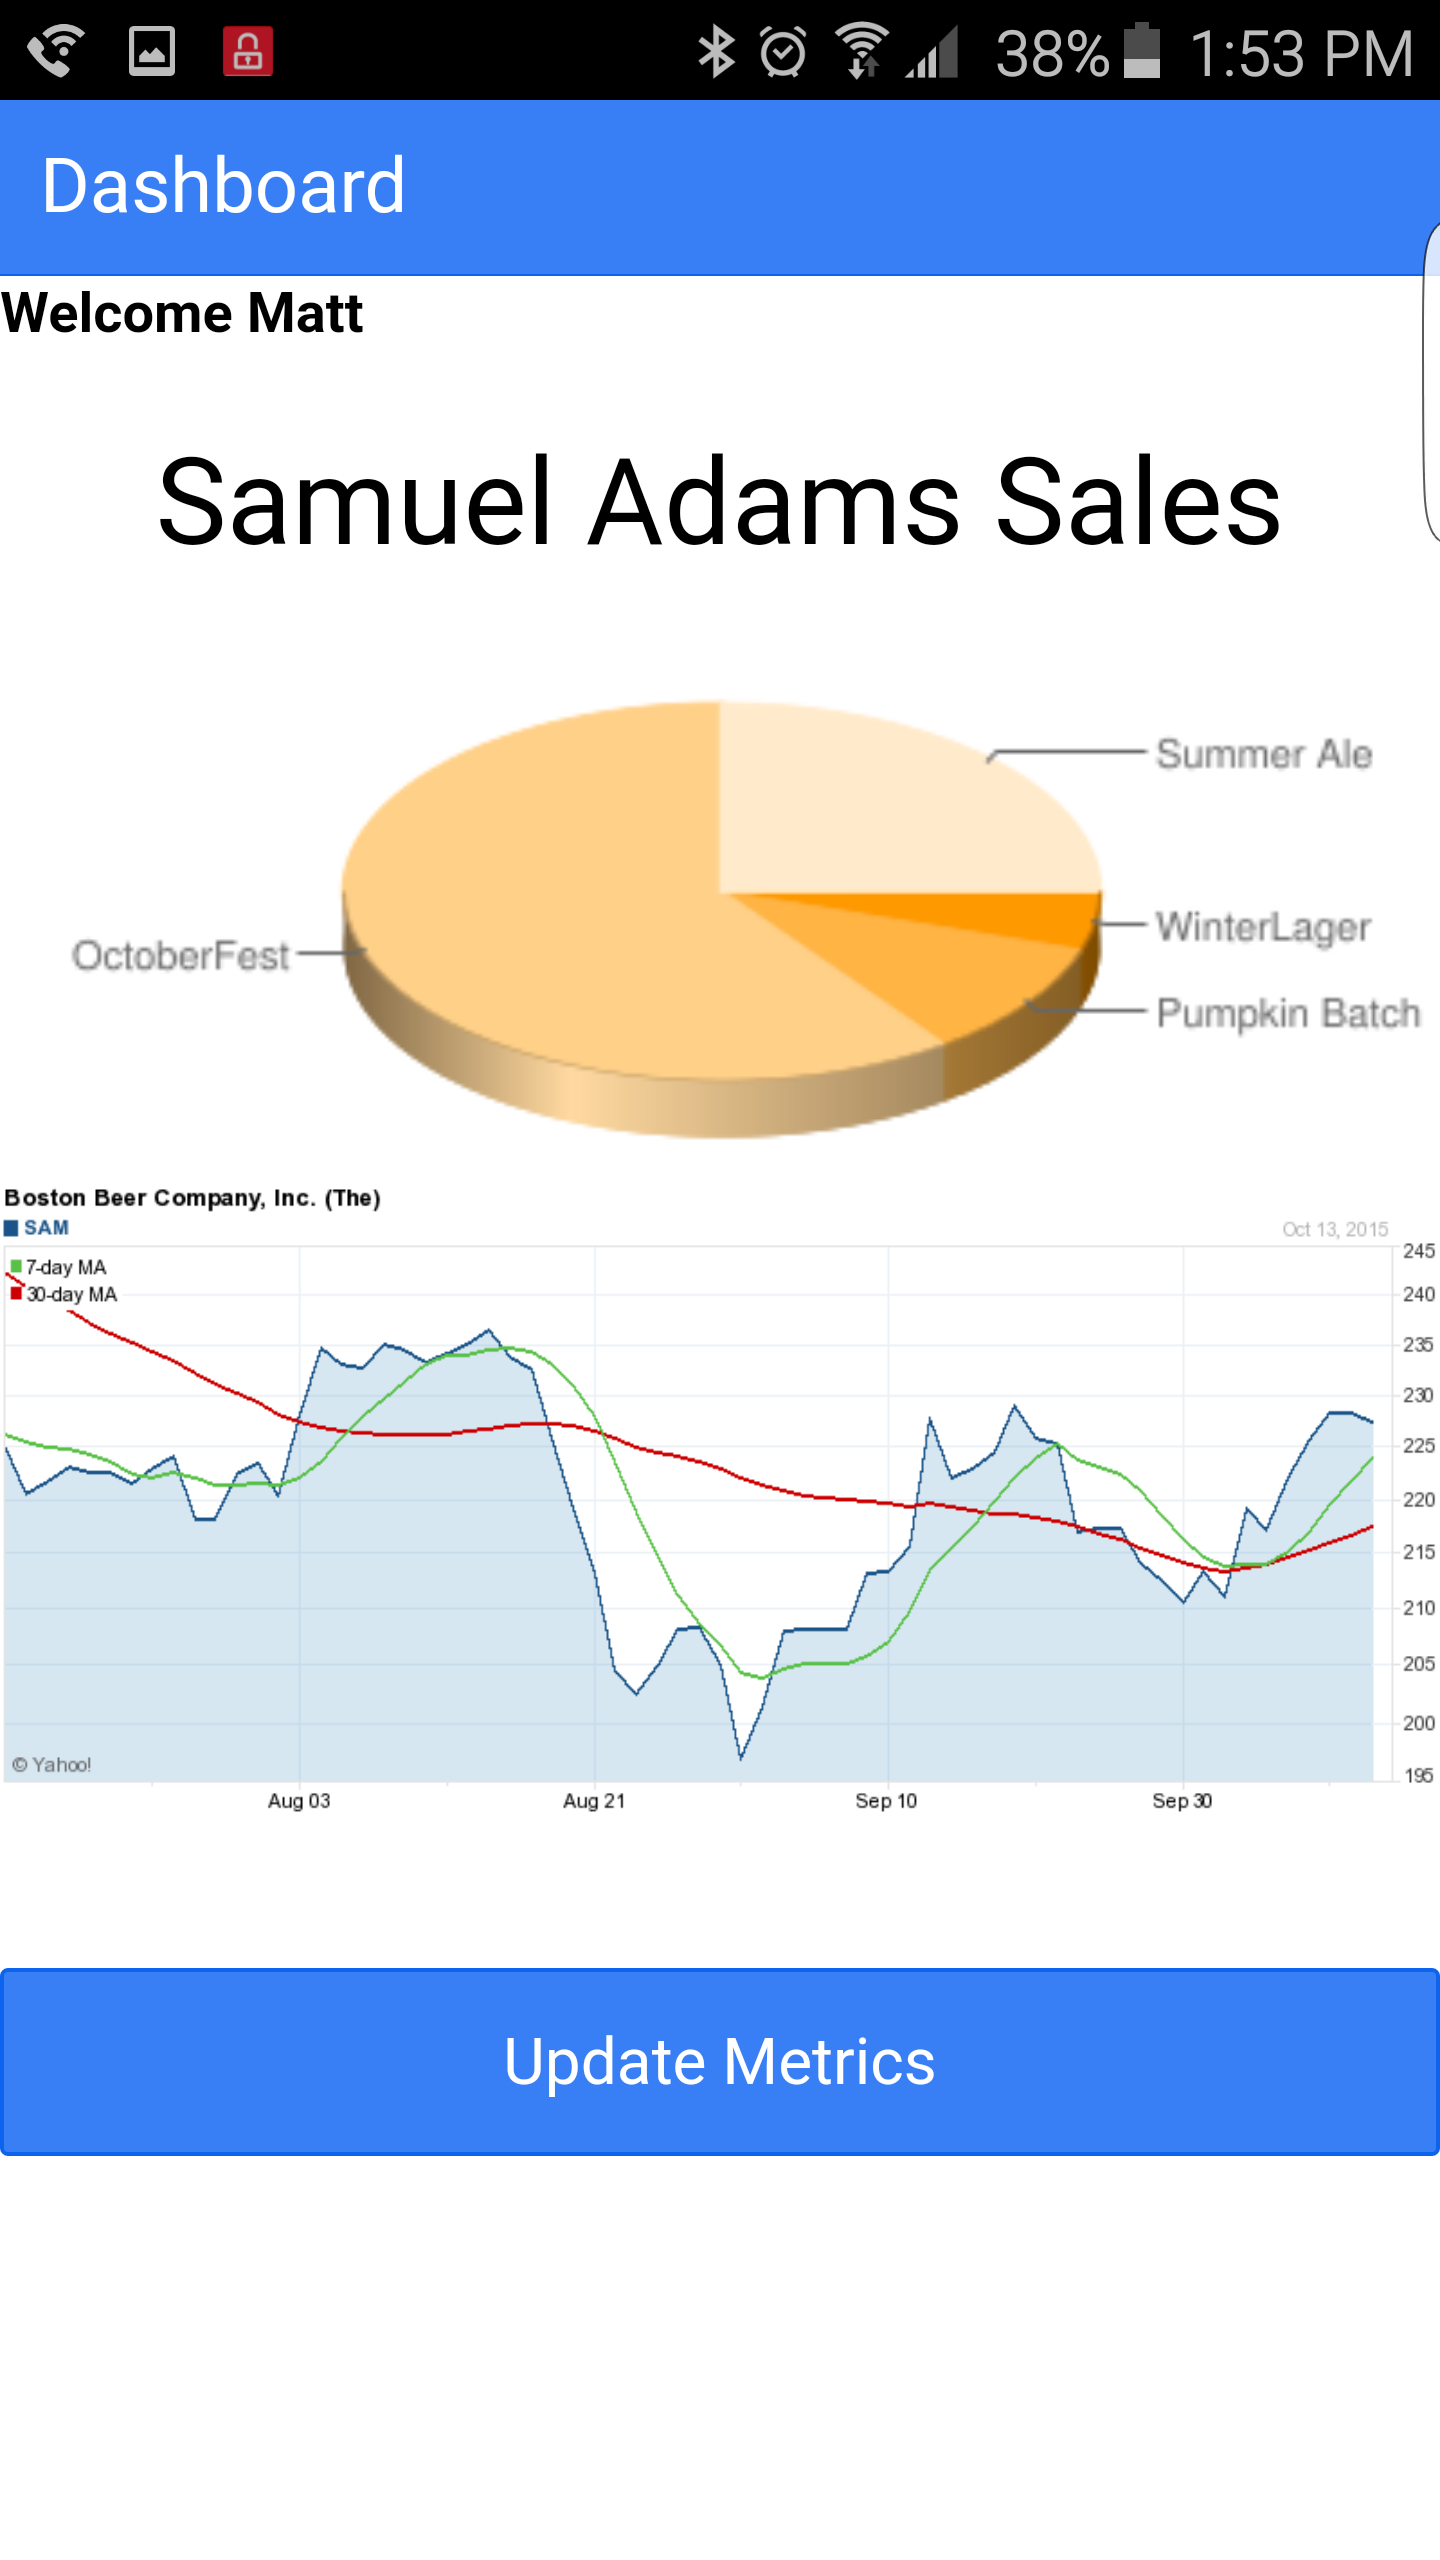 38% 1:53 PM
Dashboard
Welcome Matt
Samuel Adams Sales
Summer Ale
WinterLager
OctoberFest
Pumpkin Batch
Boston Beer Company, Inc. (The)
SAM
Oct 13, 2015
7-day MA
30-day MA
245
240
235
230
225
220
215
210
205
200
195
© Yahoo!
Aug 03 Aug 21 Sep 10 Sep 30
Update Metrics